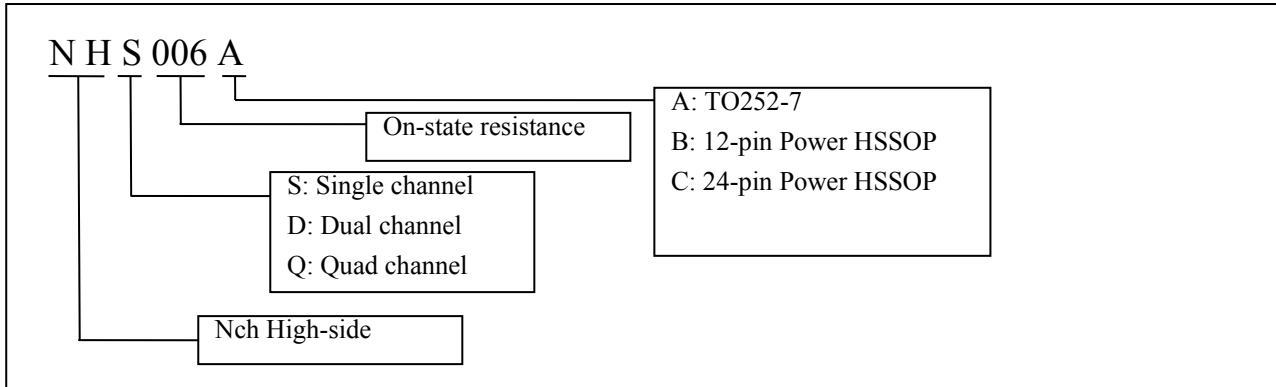 N H S 006 A
A: TO252-7
B: 12-pin Power HSSOP
C: 24-pin Power HSSOP
On-state resistance
S: Single channel
D: Dual channel
Q: Quad channel
Nch High-side